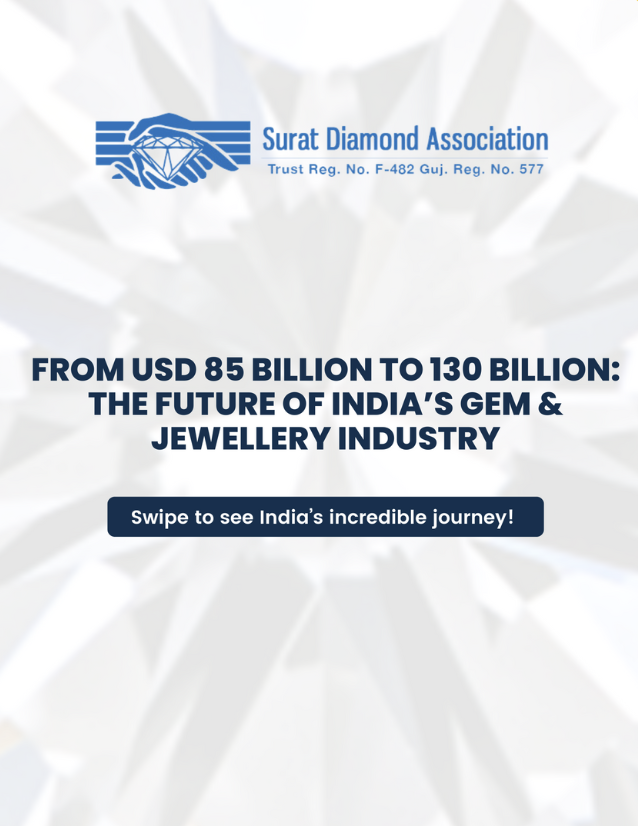 Surat Diamond Association
Trust Reg. No. F-482 Guj. Reg. No. 577
FROM USD 85 BILLION TO 130 BILLION:
THE FUTURE OF INDIA’S GEM &
JEWELLERY INDUSTRY
Swipe to see India’s incredible journey!